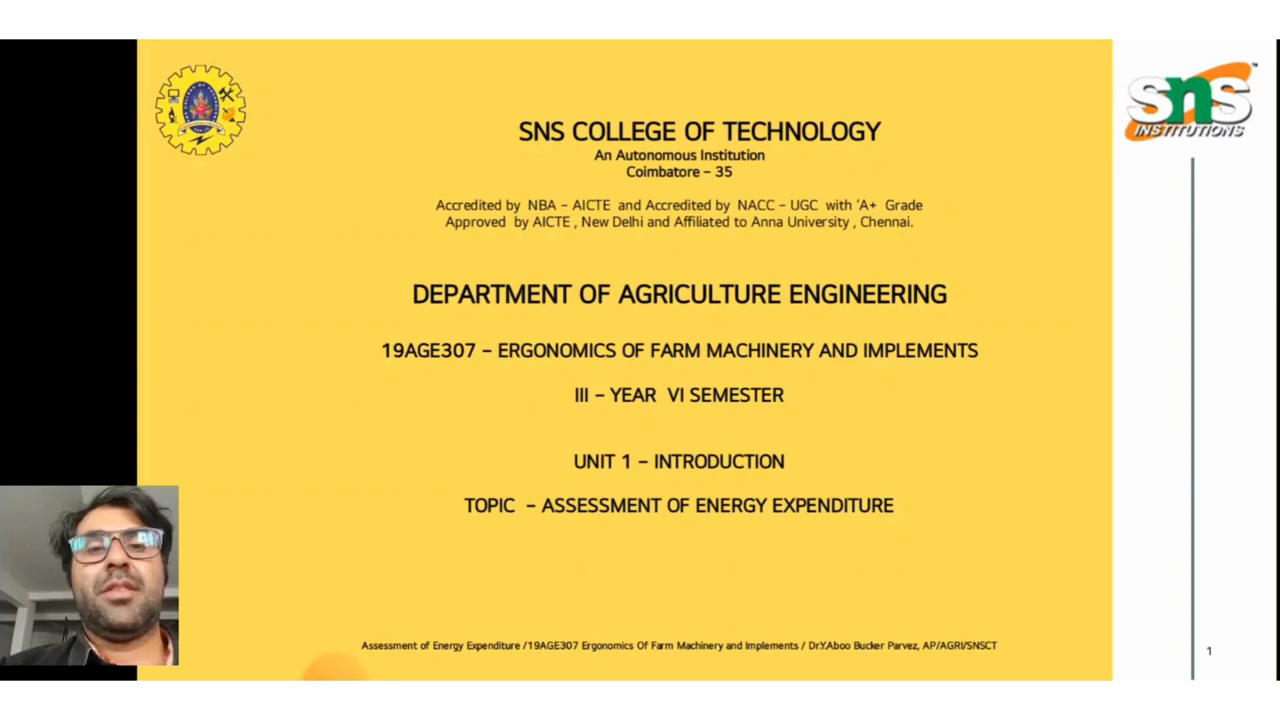 SNS COLLEGE OF TECHNOLOGY
An Autonomous Institution
Coimbatore – 35
Accredited by NBA – AICTE and Accredited by NACC – UGC with 'A+ Grade
Approved by AICTE , New Delhi and Affiliated to Anna University , Chennai.
DEPARTMENT OF AGRICULTURE ENGINEERING
19AGE307 – ERGONOMICS OF FARM MACHINERY AND IMPLEMENTS
III – YEAR VI SEMESTER
UNIT 1 – INTRODUCTION
TOPIC – ASSESSMENT OF ENERGY EXPENDITURE
Assessment of Energy Expenditure /19AGE307 Ergonomics Of Farm Machinery and Implements / Dr.Y.Aboo Bucker Parvez, AP/AGRI/SNSCT
sns
INSTITUTIONS
TM
1